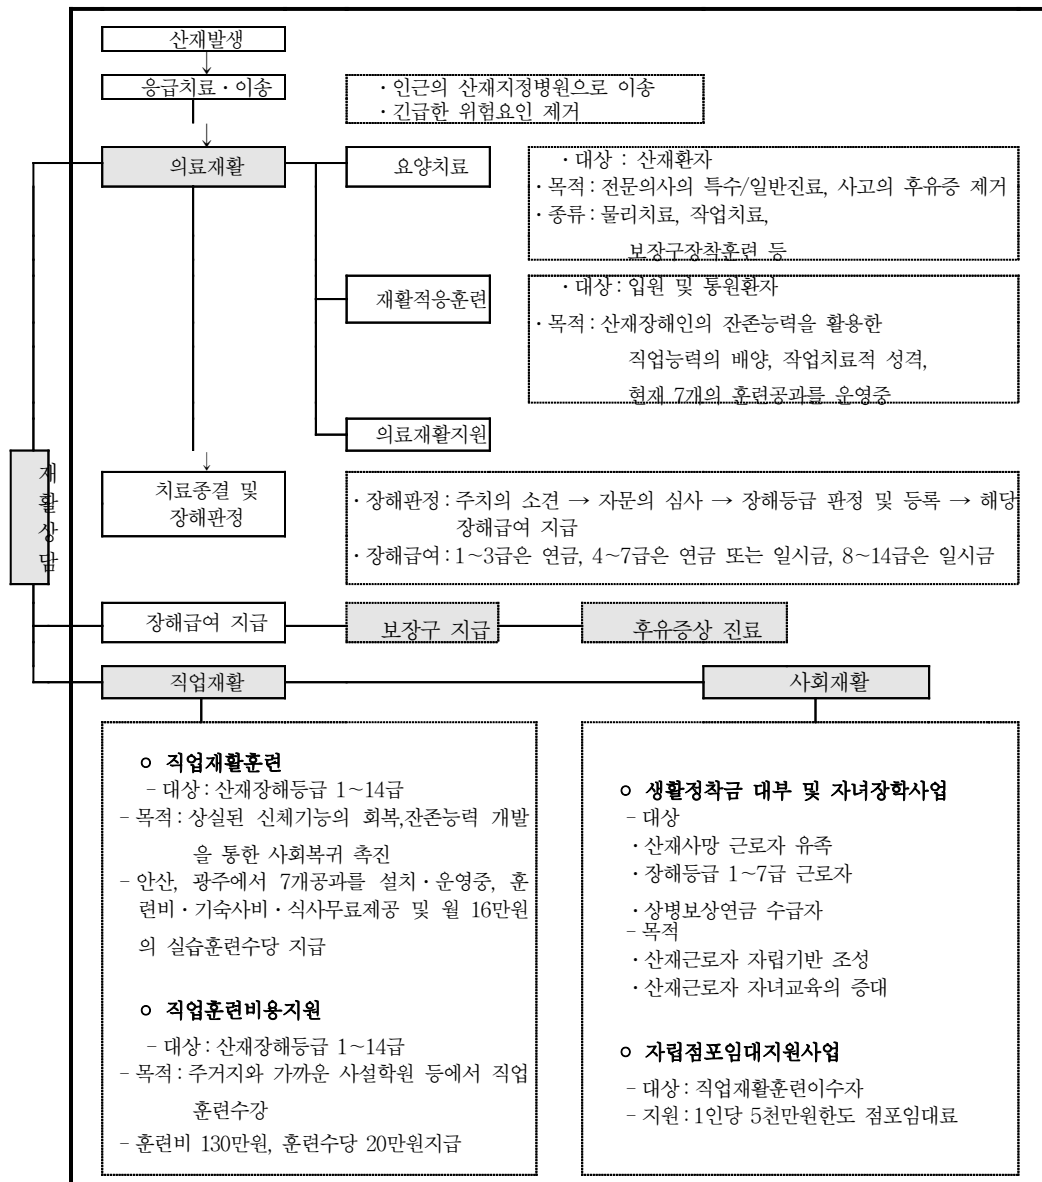 산재발생
↓
응급치료·이송
·인근의 산재지정병원으로 이송
·긴급한 위험요인 제거
↓
의료재활
요양치료
·대상 : 산재환자
·목적 : 전문의사의 특수/일반진료, 사고의 후유증 제거
·종류 : 물리치료, 작업치료,
보장구장착훈련 등
재활적응훈련
·대상 : 입원 및 통원환자
·목적 : 산재장해인의 잔존능력을 활용한
직업능력의 배양, 작업치료적 성격,
현재 7개의 훈련공과를 운영중
의료재활지원
↓
재
활
상
담
치료종결 및
장해판정
·장해판정 : 주치의 소견 → 자문의 심사 → 장해등급 판정 및 등록 → 해당
장해급여 지급
·장해급여 : 1~3급은 연금, 4~7급은 연금 또는 일시금, 8~14급은 일시금
장해급여 지급
보장구 지급
후유증상 진료
직업재활
사회재활
ㅇ 직업재활훈련
- 대상 : 산재장해등급 1~14급
- 목적 : 상실된 신체기능의 회복,잔존능력 개발
을 통한 사회복귀 촉진
- 안산, 광주에서 7개공과를 설치·운영중, 훈
련비·기숙사비·식사무료제공 및 월 16만원
의 실습훈련수당 지급
ㅇ 직업훈련비용지원
- 대상 : 산재장해등급 1~14급
- 목적 : 주거지와 가까운 사설학원 등에서 직업
훈련수강
- 훈련비 130만원, 훈련수당 20만원지급
ㅇ 생활정착금 대부 및 자녀장학사업
- 대상
·산재사망 근로자 유족
·장해등급 1~7급 근로자
·상병보상연금 수급자
- 목적
·산재근로자 자립기반 조성
·산재근로자 자녀교육의 증대
ㅇ 자립점포임대지원사업
- 대상 : 직업재활훈련이수자
- 지원 : 1인당 5천만원한도 점포임대료